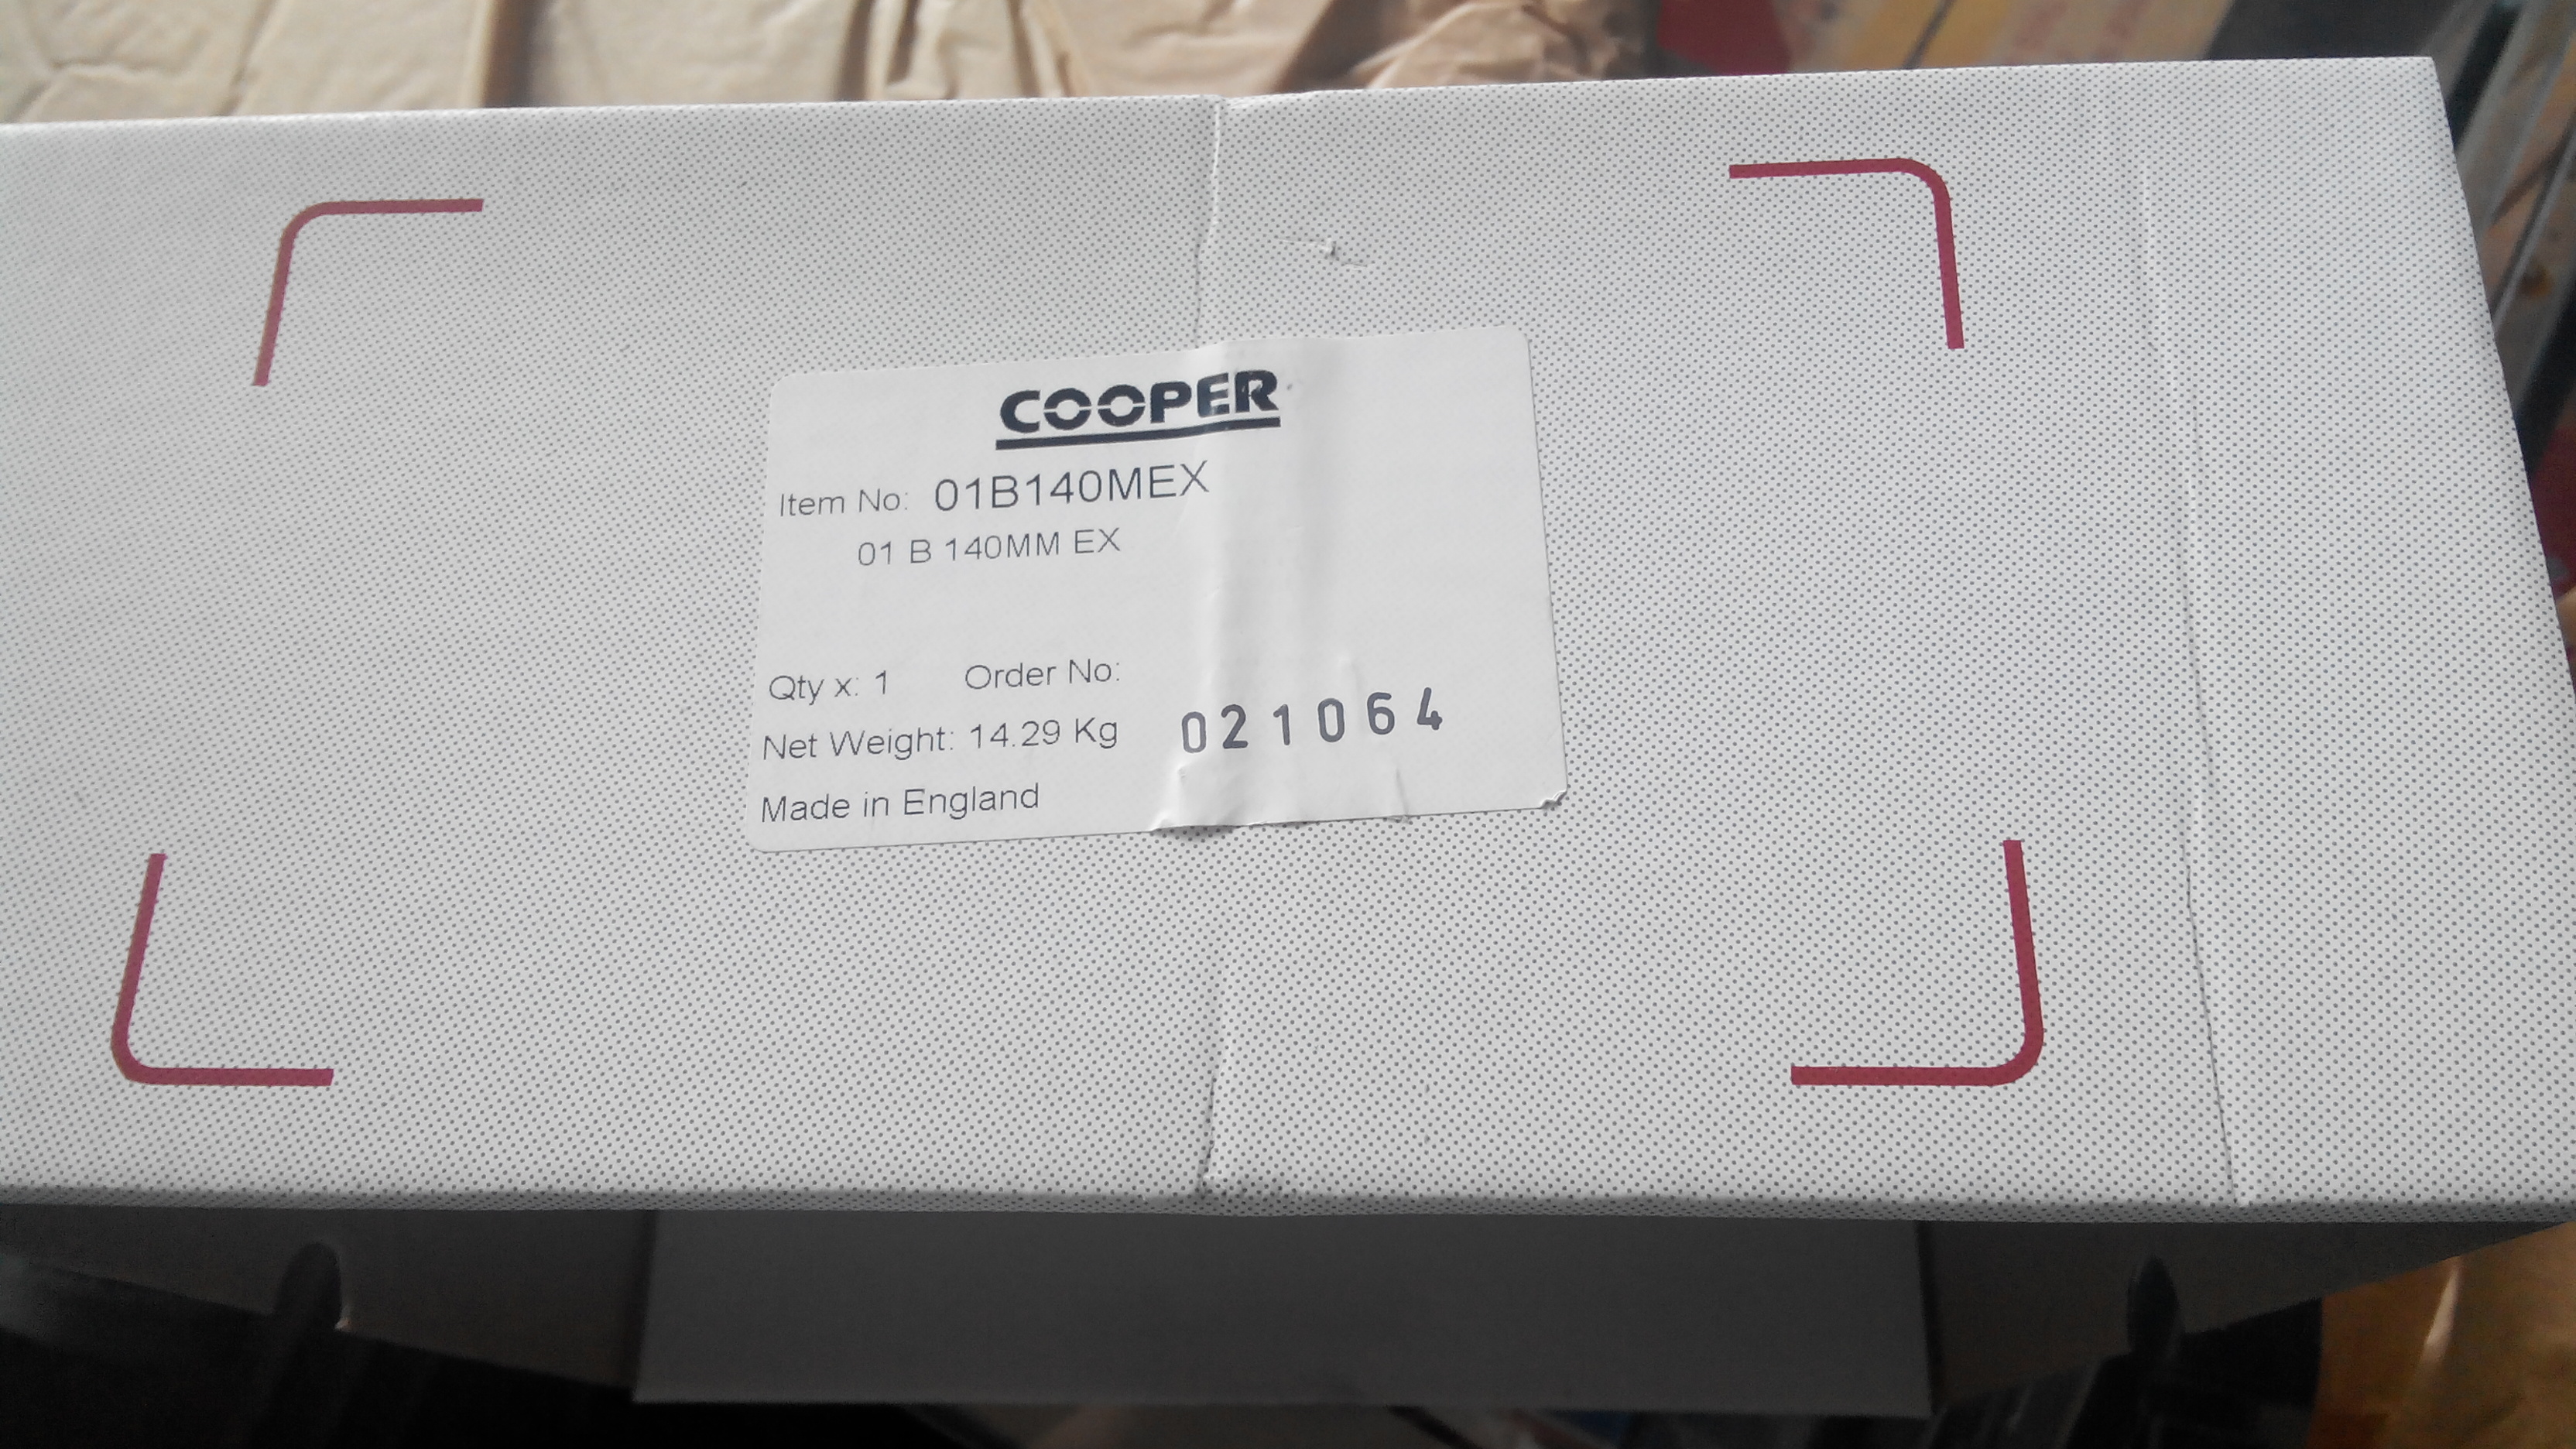 COOPER
Item No: 01B140MEX
01 B 140MM EX
Qty x: 1 Order No:
021064
Net Weight: 14.29 Kg
Made in England